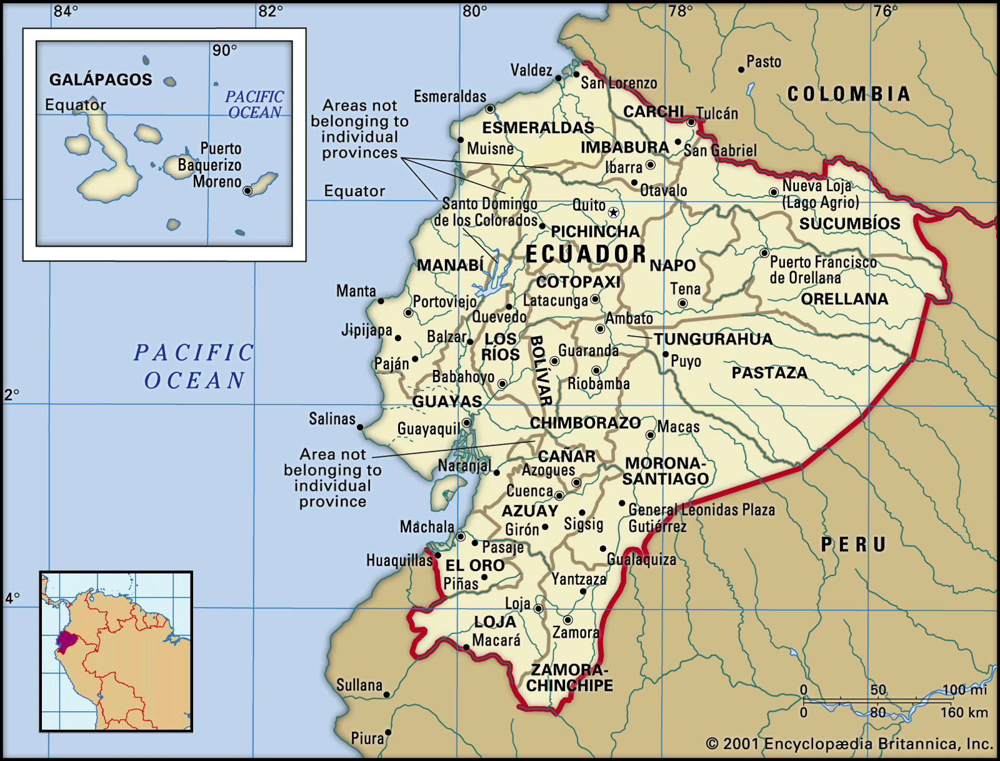 84°
82°
80°
78°
76°
90°
GALÁPAGOS
Equator
PACIFIC
OCEAN
Puerto
Baquerizo
Moreno
Areas not
belonging to
individual
provinces
Equator
Valdez
San Lorenzo
Pasto
COLOMBIA
Esmeraldas
ESMERALDAS
CARCHI
Tulcán
Muisne
IMBABURA
San Gabriel
Ibarra
Otavalo
Nueva Loja
(Lago Agrio)
SUCUMBÍOS
Santo Domingo
de los Colorados
Quito
PICHINCHA
ECUADOR
MANABÍ
NAPO
Puerto Francisco
de Orellana
COTOPAXI
Manta
Portoviejo
Latacunga
Tena
ORELLANA
Quevedo
Ambato
Jipijapa
Balzar
LOS
RÍOS
BOLÍVAR
Guaranda
TUNGURAHUA
PACIFIC
OCEAN
Paján
Puyo
Babahoyo
Riobamba
PASTAZA
2°
GUAYAS
Salinas
Guayaquil
CHIMBORAZO
Macas
Area not
belonging to
individual
province
Naranjal
CAÑAR
Azogues
MORONA-
SANTIAGO
Cuenca
AZUAY
General Leonidas Plaza
Gutiérrez
Machala
Girón
Sigsig
PERU
Pasaje
Huaquillas
Gualaquiza
EL ORO
Piñas
Yantzaza
4°
Loja
LOJA
Zamora
Macará
ZAMORA-
CHINCHIPE
Sullana
Piura
0 50 100 mi
0 80 160 km
© 2001 Encyclopædia Britannica, Inc.